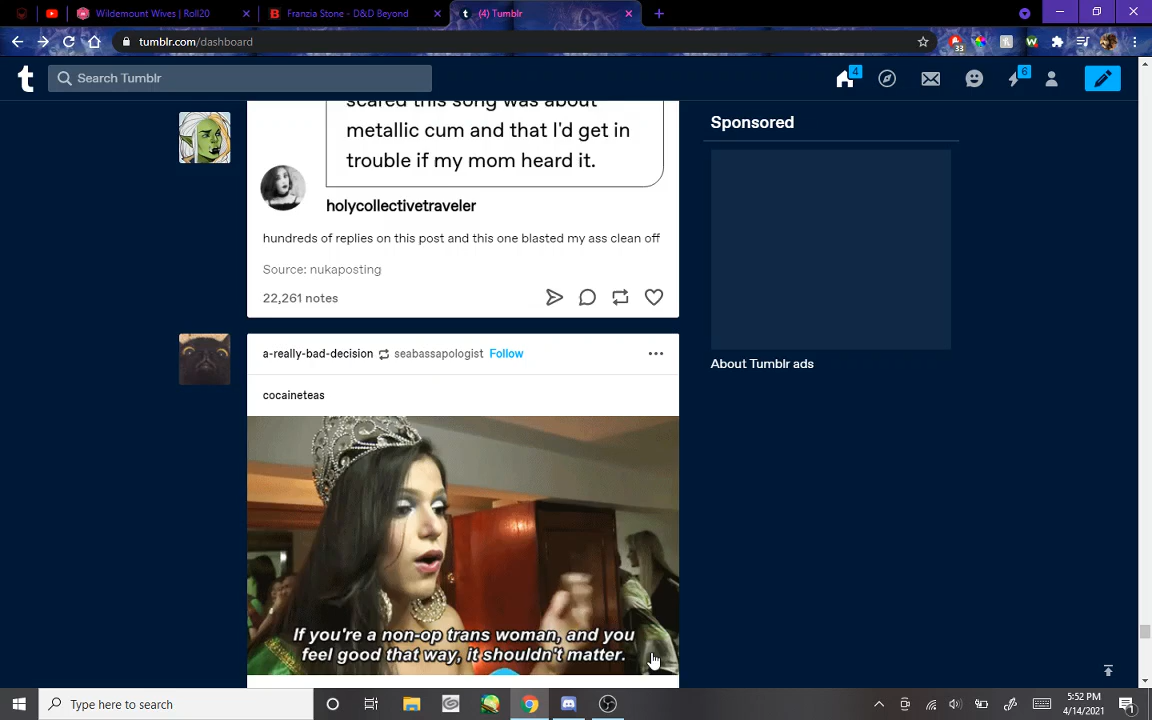 Wildemount Wives | Roll20
Franzia Stone - D&D Beyond
(4) Tumblr
tumblr.com/dashboard
33
t
Search Tumblr
4
6
scared this song was about
metallic cum and that I'd get in
trouble if my mom heard it.
holycollectivetraveler
hundreds of replies on this post and this one blasted my ass clean off
Source: nukaposting
22,261 notes
Sponsored
About Tumblr ads
a-really-bad-decision seabassapologist Follow
cocaineteas
If you're a non-op trans woman, and you
feel good that way, it shouldn't matter.
Type here to search
5:52 PM
4/14/2021
1